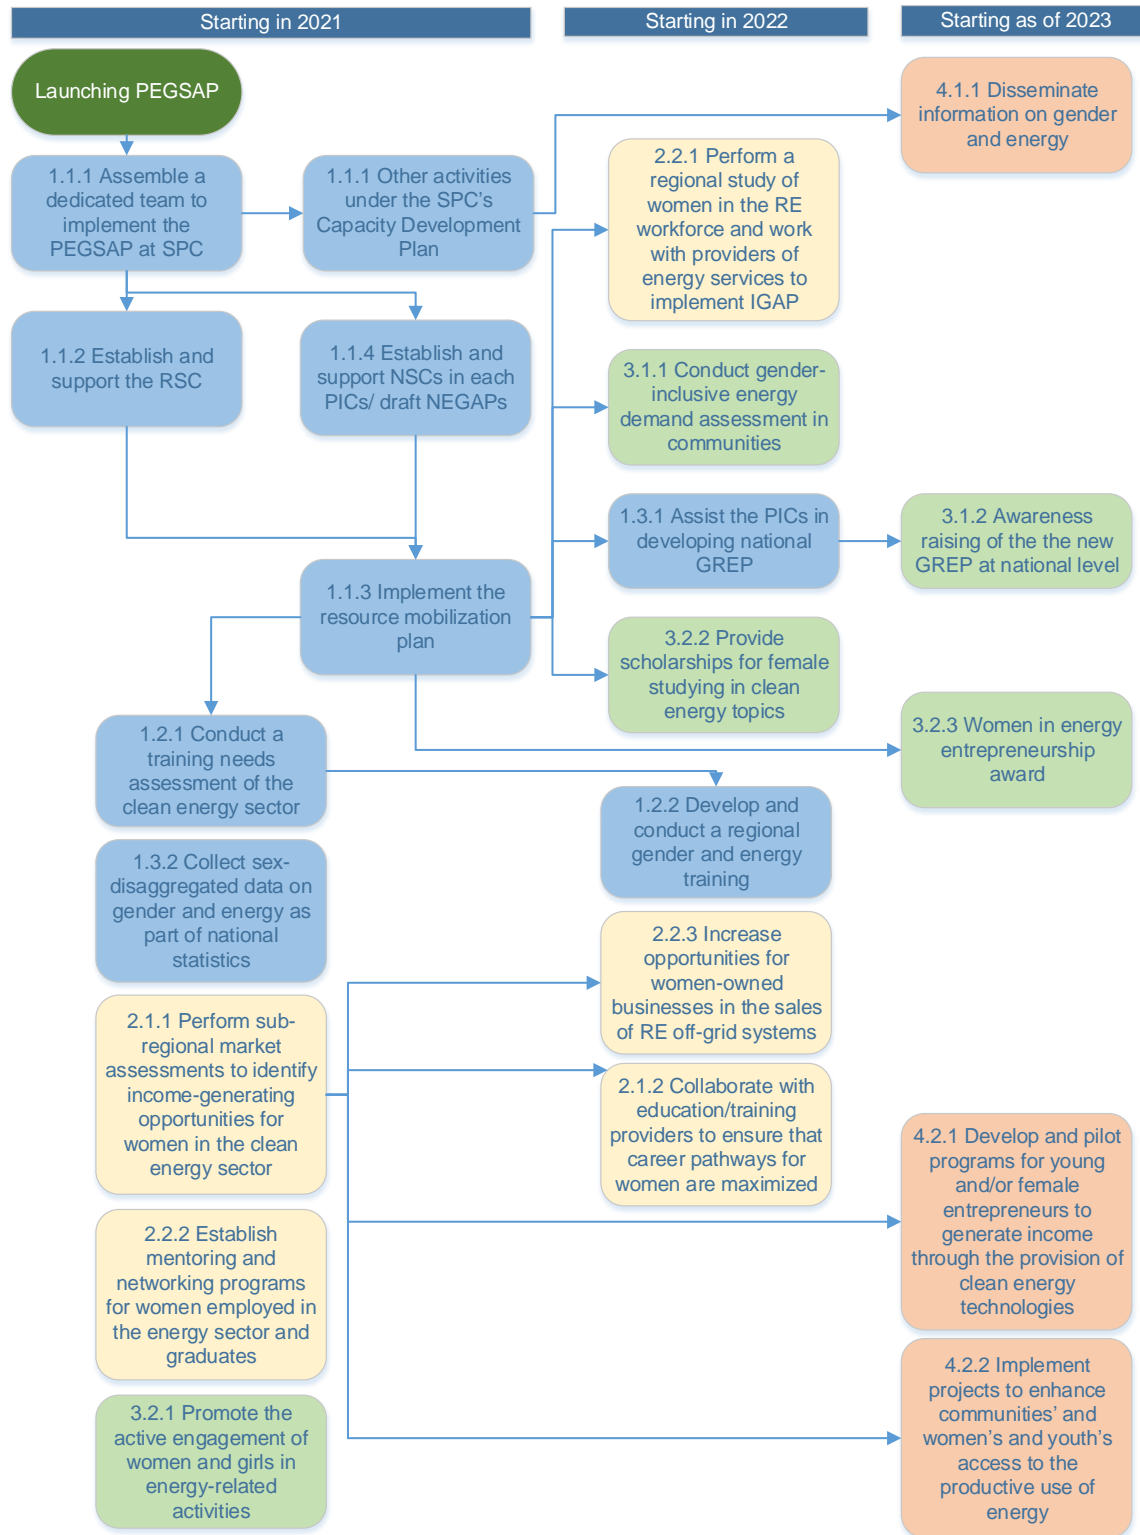 Starting in 2021
Starting in 2022
Starting as of 2023
Launching PEGSAP
4.1.1 Disseminate
information on gender
and energy
1.1.1 Assemble a
dedicated team to
implement the
PEGSAP at SPC
1.1.1 Other activities
under the SPC’s
Capacity Development
Plan
2.2.1 Perform a
regional study of
women in the RE
workforce and work
with providers of
energy services to
implement IGAP
1.1.2 Establish and
support the RSC
1.1.4 Establish and
support NSCs in each
PICs/ draft NEGAPs
3.1.1 Conduct gender-
inclusive energy
demand assessment in
communities
1.3.1 Assist the PICs in
developing national
GREP
3.1.2 Awareness
raising of the the new
GREP at national level
1.1.3 Implement the
resource mobilization
plan
3.2.2 Provide
scholarships for female
studying in clean
energy topics
3.2.3 Women in energy
entrepreneurship
award
1.2.1 Conduct a
training needs
assessment of the
clean energy sector
1.2.2 Develop and
conduct a regional
gender and energy
training
1.3.2 Collect sex-
disaggregated data on
gender and energy as
part of national
statistics
2.2.3 Increase
opportunities for
women-owned
businesses in the sales
of RE off-grid systems
2.1.1 Perform sub-
regional market
assessments to identify
income-generating
opportunities for
women in the clean
energy sector
2.1.2 Collaborate with
education/training
providers to ensure that
career pathways for
women are maximized
4.2.1 Develop and pilot
programs for young
and/or female
entrepreneurs to
generate income
through the provision of
clean energy
technologies
2.2.2 Establish
mentoring and
networking programs
for women employed in
the energy sector and
graduates
4.2.2 Implement
projects to enhance
communities’ and
women’s and youth’s
access to the
productive use of
energy
3.2.1 Promote the
active engagement of
women and girls in
energy-related
activities